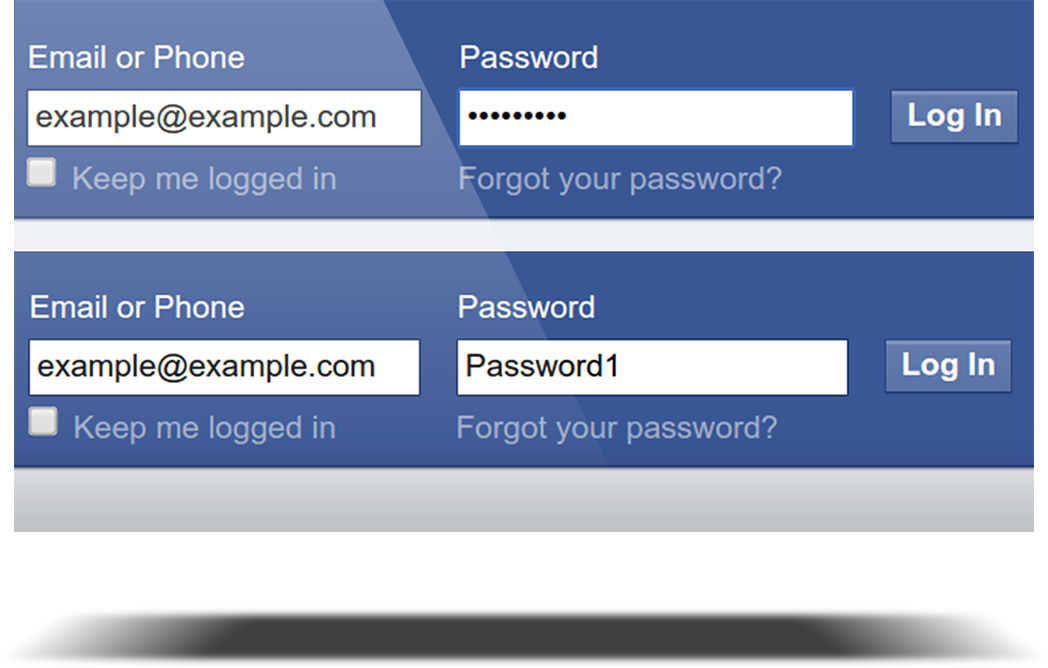 Email or Phone Password
example@example.com ••••••••• Log In
Keep me logged in Forgot your password?
Email or Phone Password
example@example.com Password1 Log In
Keep me logged in Forgot your password?